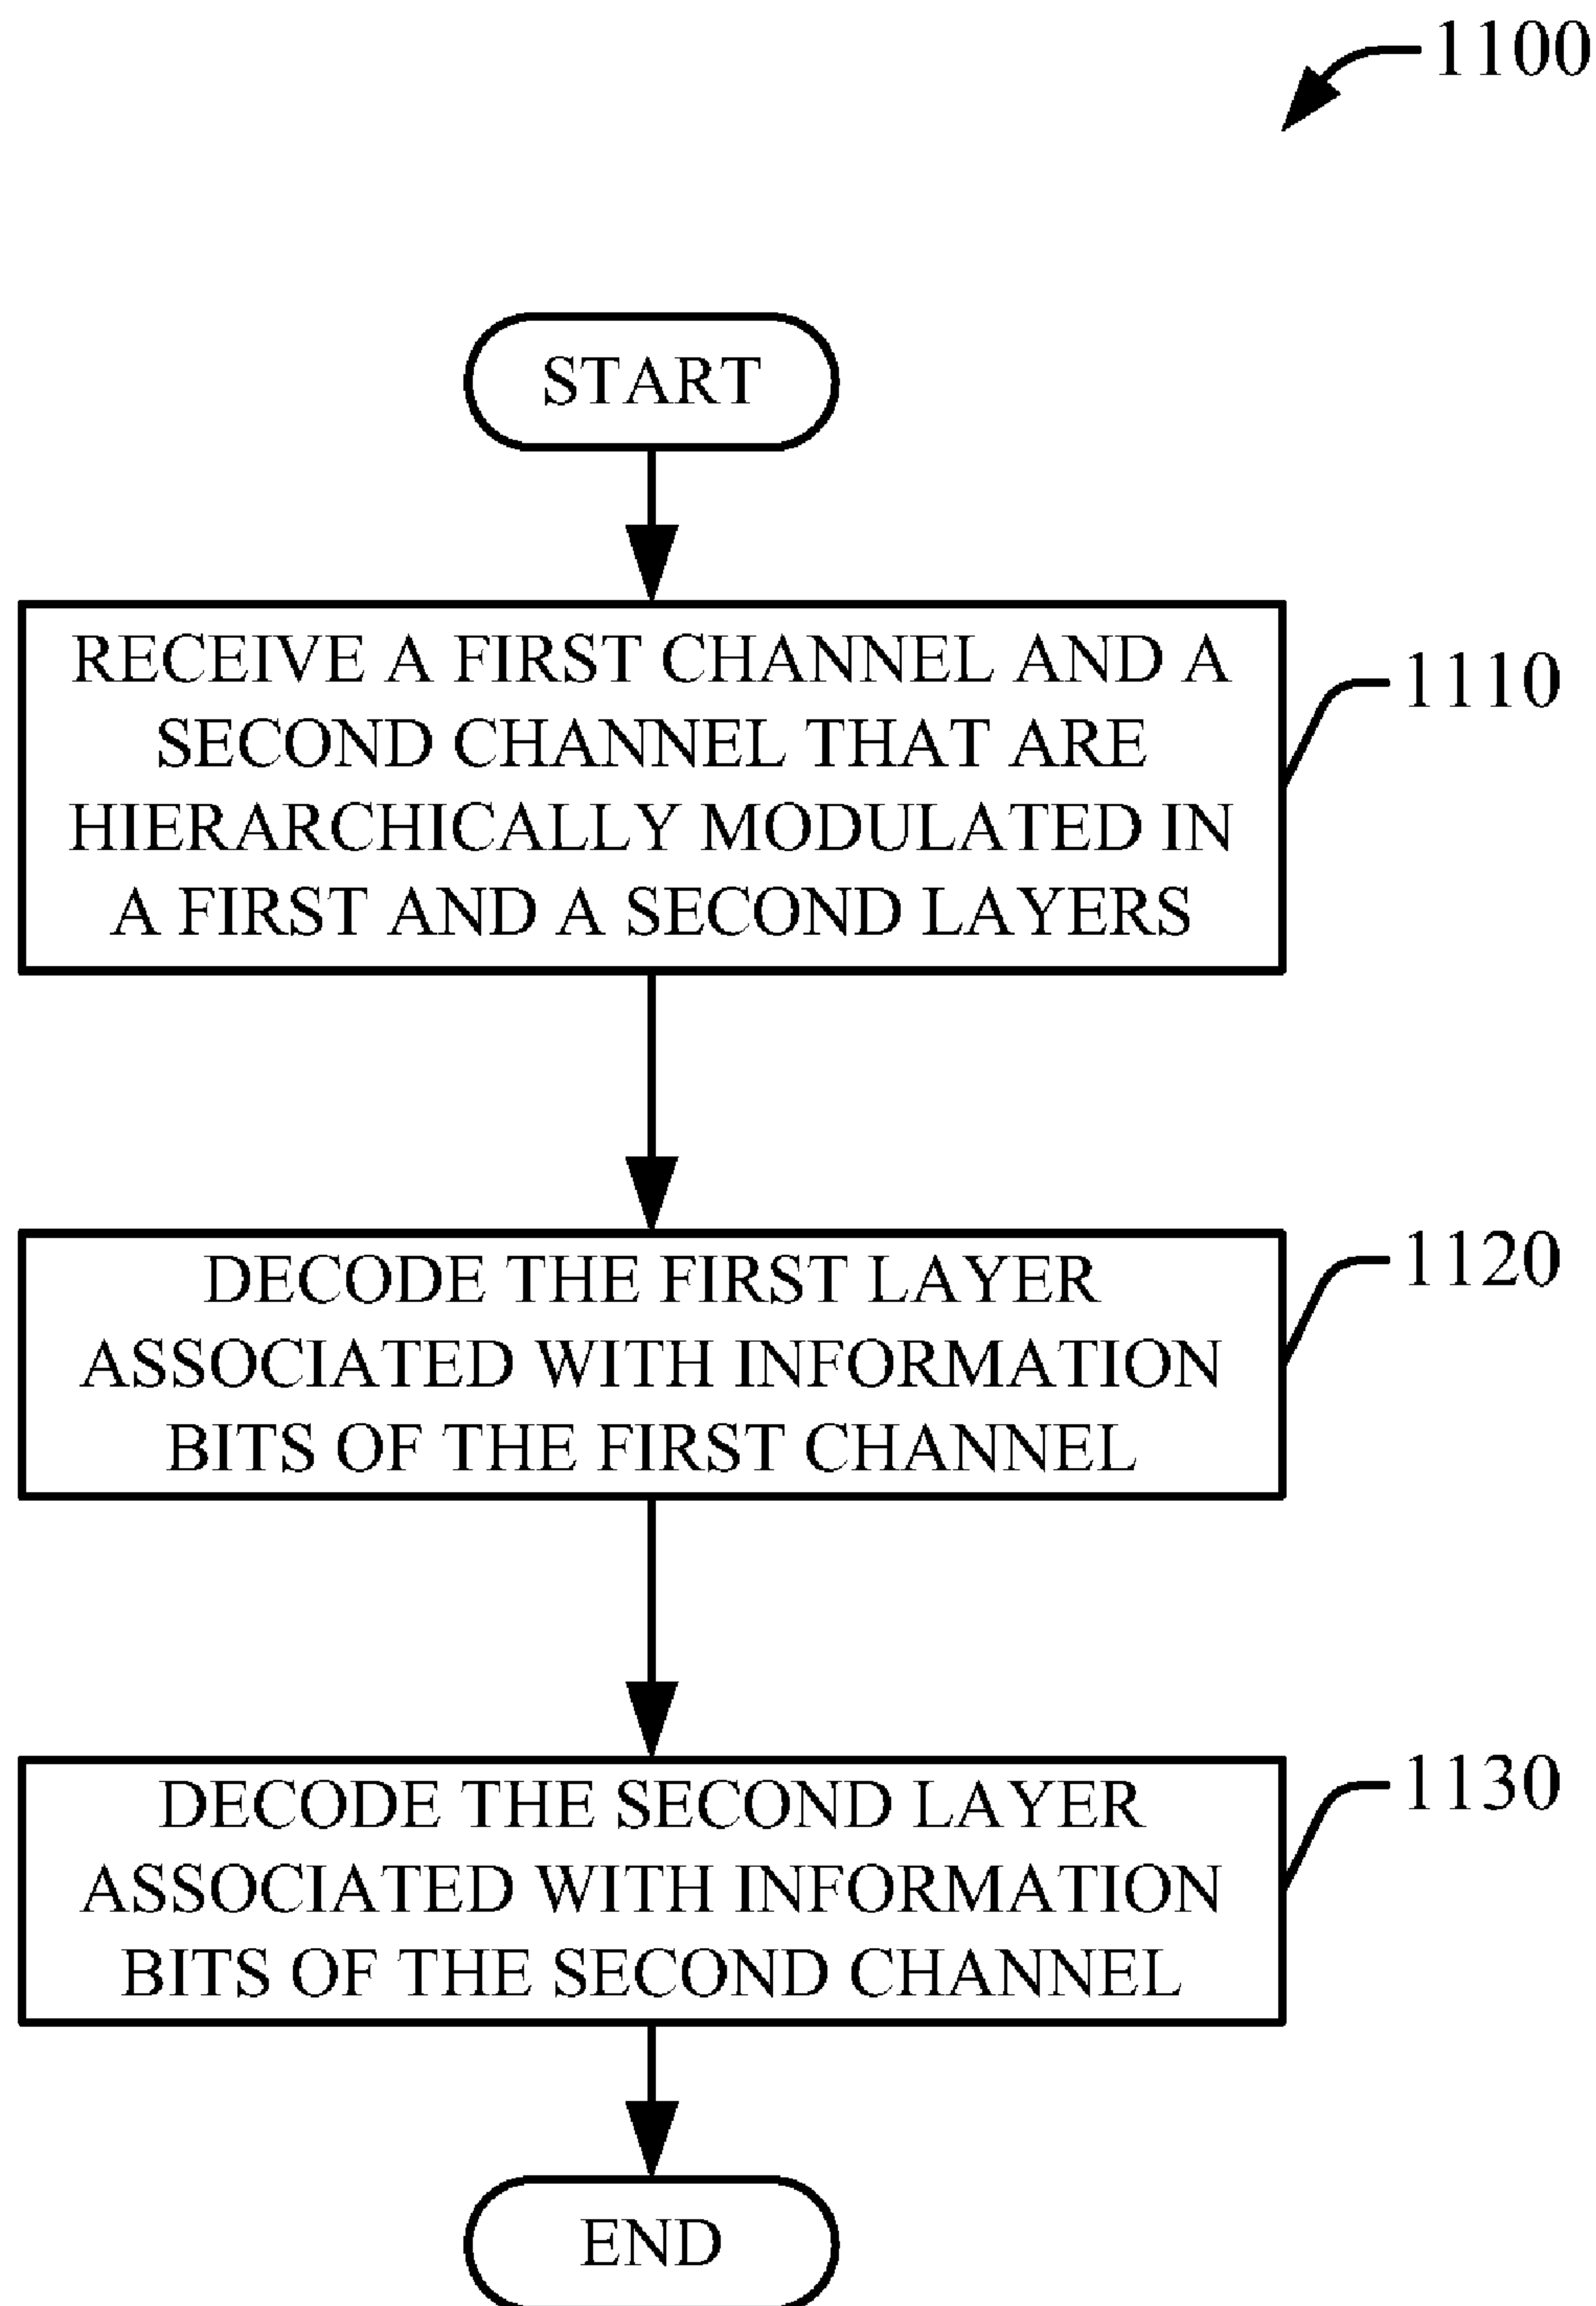 1100
START
RECEIVE A FIRST CHANNEL AND A
SECOND CHANNEL THAT ARE
HIERARCHICALLY MODULATED IN
A FIRST AND A SECOND LAYERS
1110
DECODE THE FIRST LAYER
ASSOCIATED WITH INFORMATION
BITS OF THE FIRST CHANNEL
1120
DECODE THE SECOND LAYER
ASSOCIATED WITH INFORMATION
BITS OF THE SECOND CHANNEL
1130
END